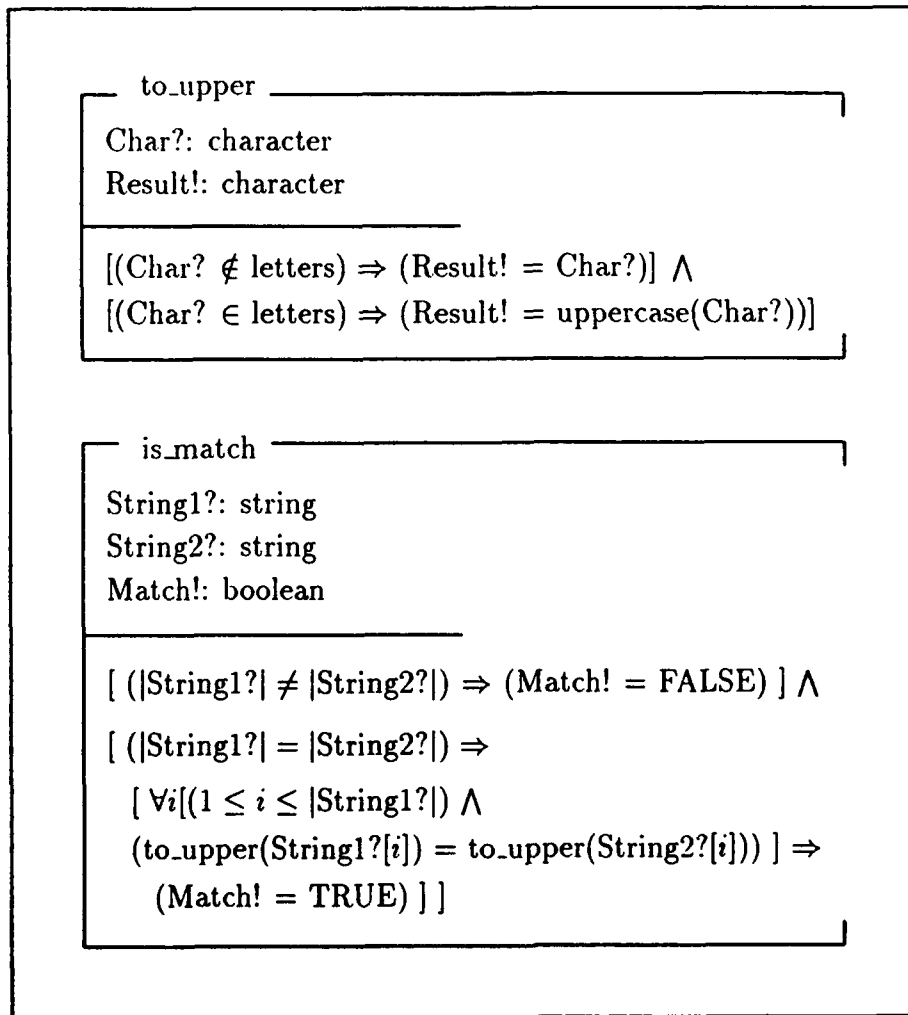 to_upper
Char?: character
Result!: character
[(Char? ∉ letters) ⇒ (Result! = Char?)] ∧
[(Char? ∈ letters) ⇒ (Result! = uppercase(Char?))]
is_match
String1?: string
String2?: string
Match!: boolean
[ (|String1?| ≠ |String2?|) ⇒ (Match! = FALSE) ] ∧
[ (|String1?| = |String2?|) ⇒
[ ∀i[(1 ≤ i ≤ |String1?|) ∧
(to_upper(String1?[i]) = to_upper(String2?[i])) ] ⇒
(Match! = TRUE) ] ]